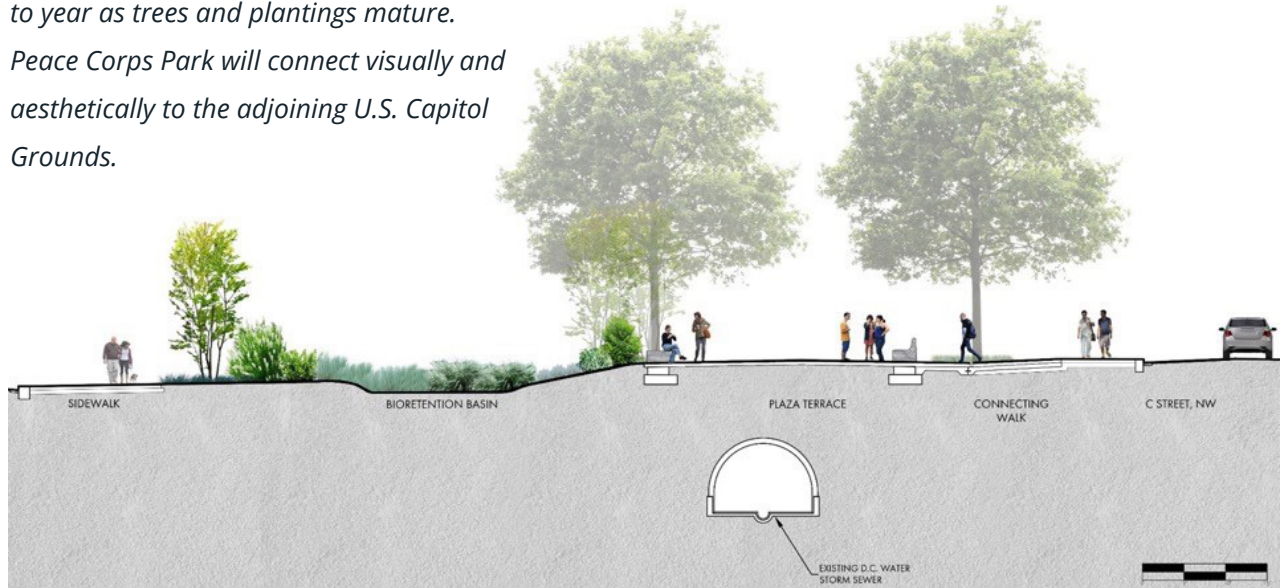 to year as trees and plantings mature.
Peace Corps Park will connect visually and
aesthetically to the adjoining U.S. Capitol
Grounds.
SIDEWALK
BIORETENTION BASIN
PLAZA TERRACE
CONNECTING
WALK
C STREET, NW
EXISTING D.C. WATER
STORM SEWER